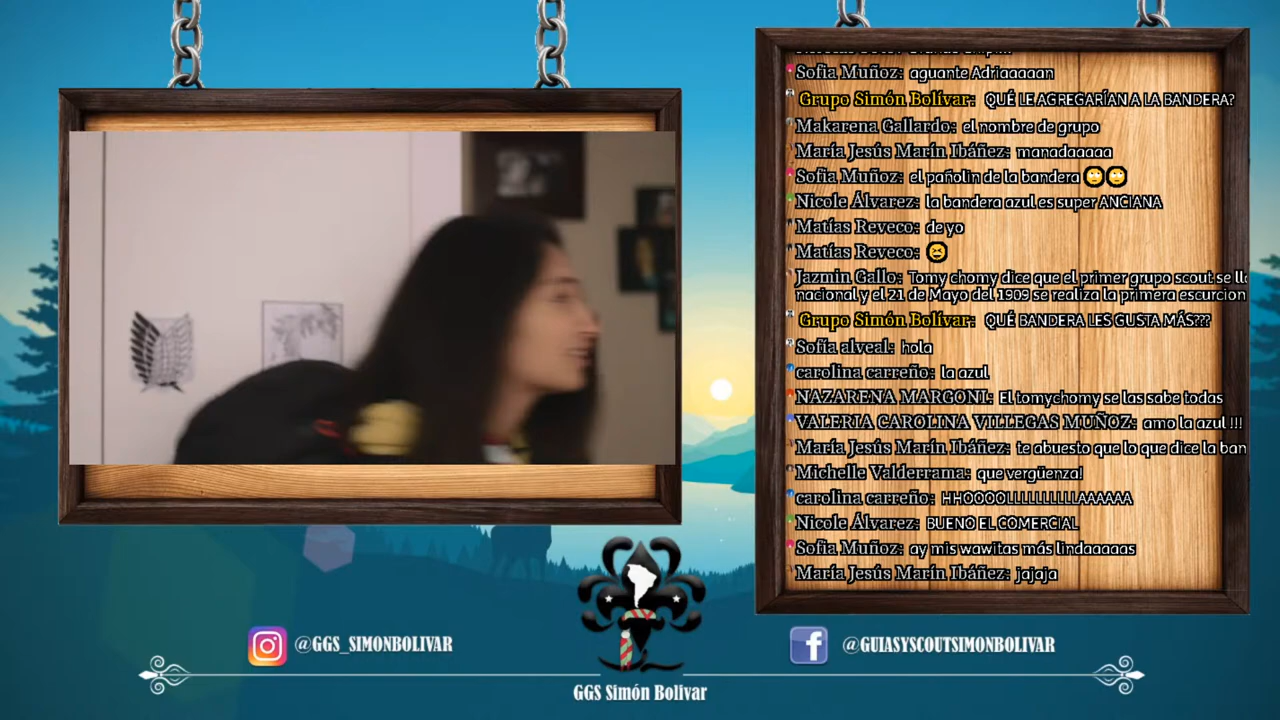 Sofia Muñoz: aguante Adriaaaaan
Grupo Simón Bolívar: QUÉ LE AGREGARÍAN A LA BANDERA?
Makarena Gallardo: el nombre de grupo
María Jesús Marín Ibáñez: manadaaaaa
Sofia Muñoz: el pañolin de la bandera 🙄🙄
Nicole Álvarez: la bandera azul es super ANCIANA
Matías Reveco: de yo
Matías Reveco: 😆
Jazmin Gallo: Tomy chomy dice que el primer grupo scout se
nacional y el 21 de Mayo del 1909 se realiza la primera escurcion
Grupo Simón Bolívar: QUÉ BANDERA LES GUSTA MÁS???
Sofía alveal: hola
carolina carreño: la azul
NAZARENA MARGONI: El tomychomy se las sabe todas
VALERIA CAROLINA VILLEGAS MUÑOZ: amo la azul !!!
María Jesús Marín Ibáñez: te abuesto que lo que dice la ban
Michelle Valderrama: que vergüenza!
carolina carreño: HHOOOOLLLLLLLLLLAAAAAA
Nicole Álvarez: BUENO EL COMERCIAL
Sofia Muñoz: ay mis wawitas más lindaaaaas
María Jesús Marín Ibáñez: jajaja
@GGS_SIMONBOLIVAR
@GUIASYSCOUTSIMONBOLIVAR
GGS Simón Bolivar